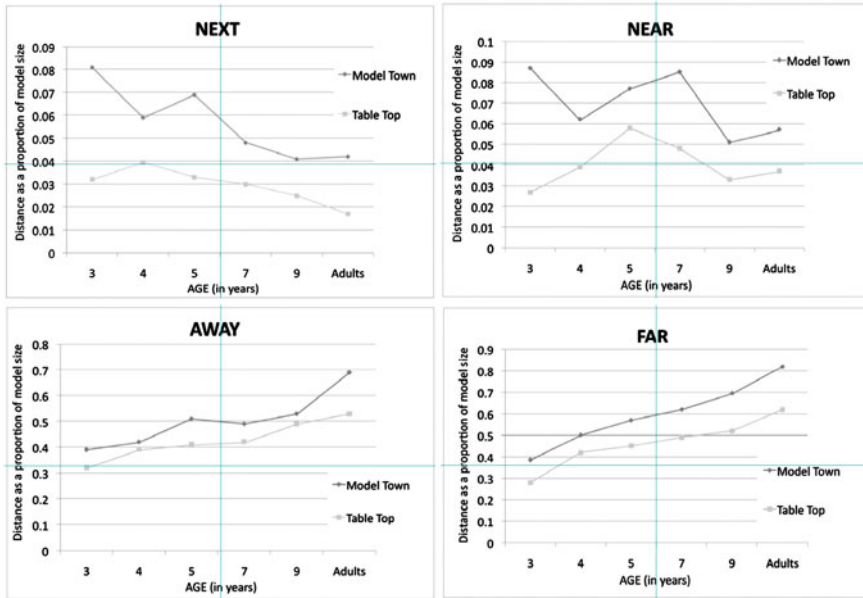 NEXT
Distance as a proportion of model size
0.09
0.08
0.07
0.06
0.05
0.04
0.03
0.02
0.01
0
Model Town
Table Top
3 4 5 7 9 Adults
AGE (in years)
NEAR
Distance as a proportion of model size
0.1
0.09
0.08
0.07
0.06
0.05
0.04
0.03
0.02
0.01
0
Model Town
Table Top
3 4 5 7 9 Adults
AGE (in years)
AWAY
Distance as a proportion of model size
0.8
0.7
0.6
0.5
0.4
0.3
0.2
0.1
0
Model Town
Table Top
3 4 5 7 9 Adults
AGE (in years)
FAR
Distance as a proportion of model size
0.9
0.8
0.7
0.6
0.5
0.4
0.3
0.2
0.1
0
Model Town
Table Top
3 4 5 7 9 Adults
AGE (in years)